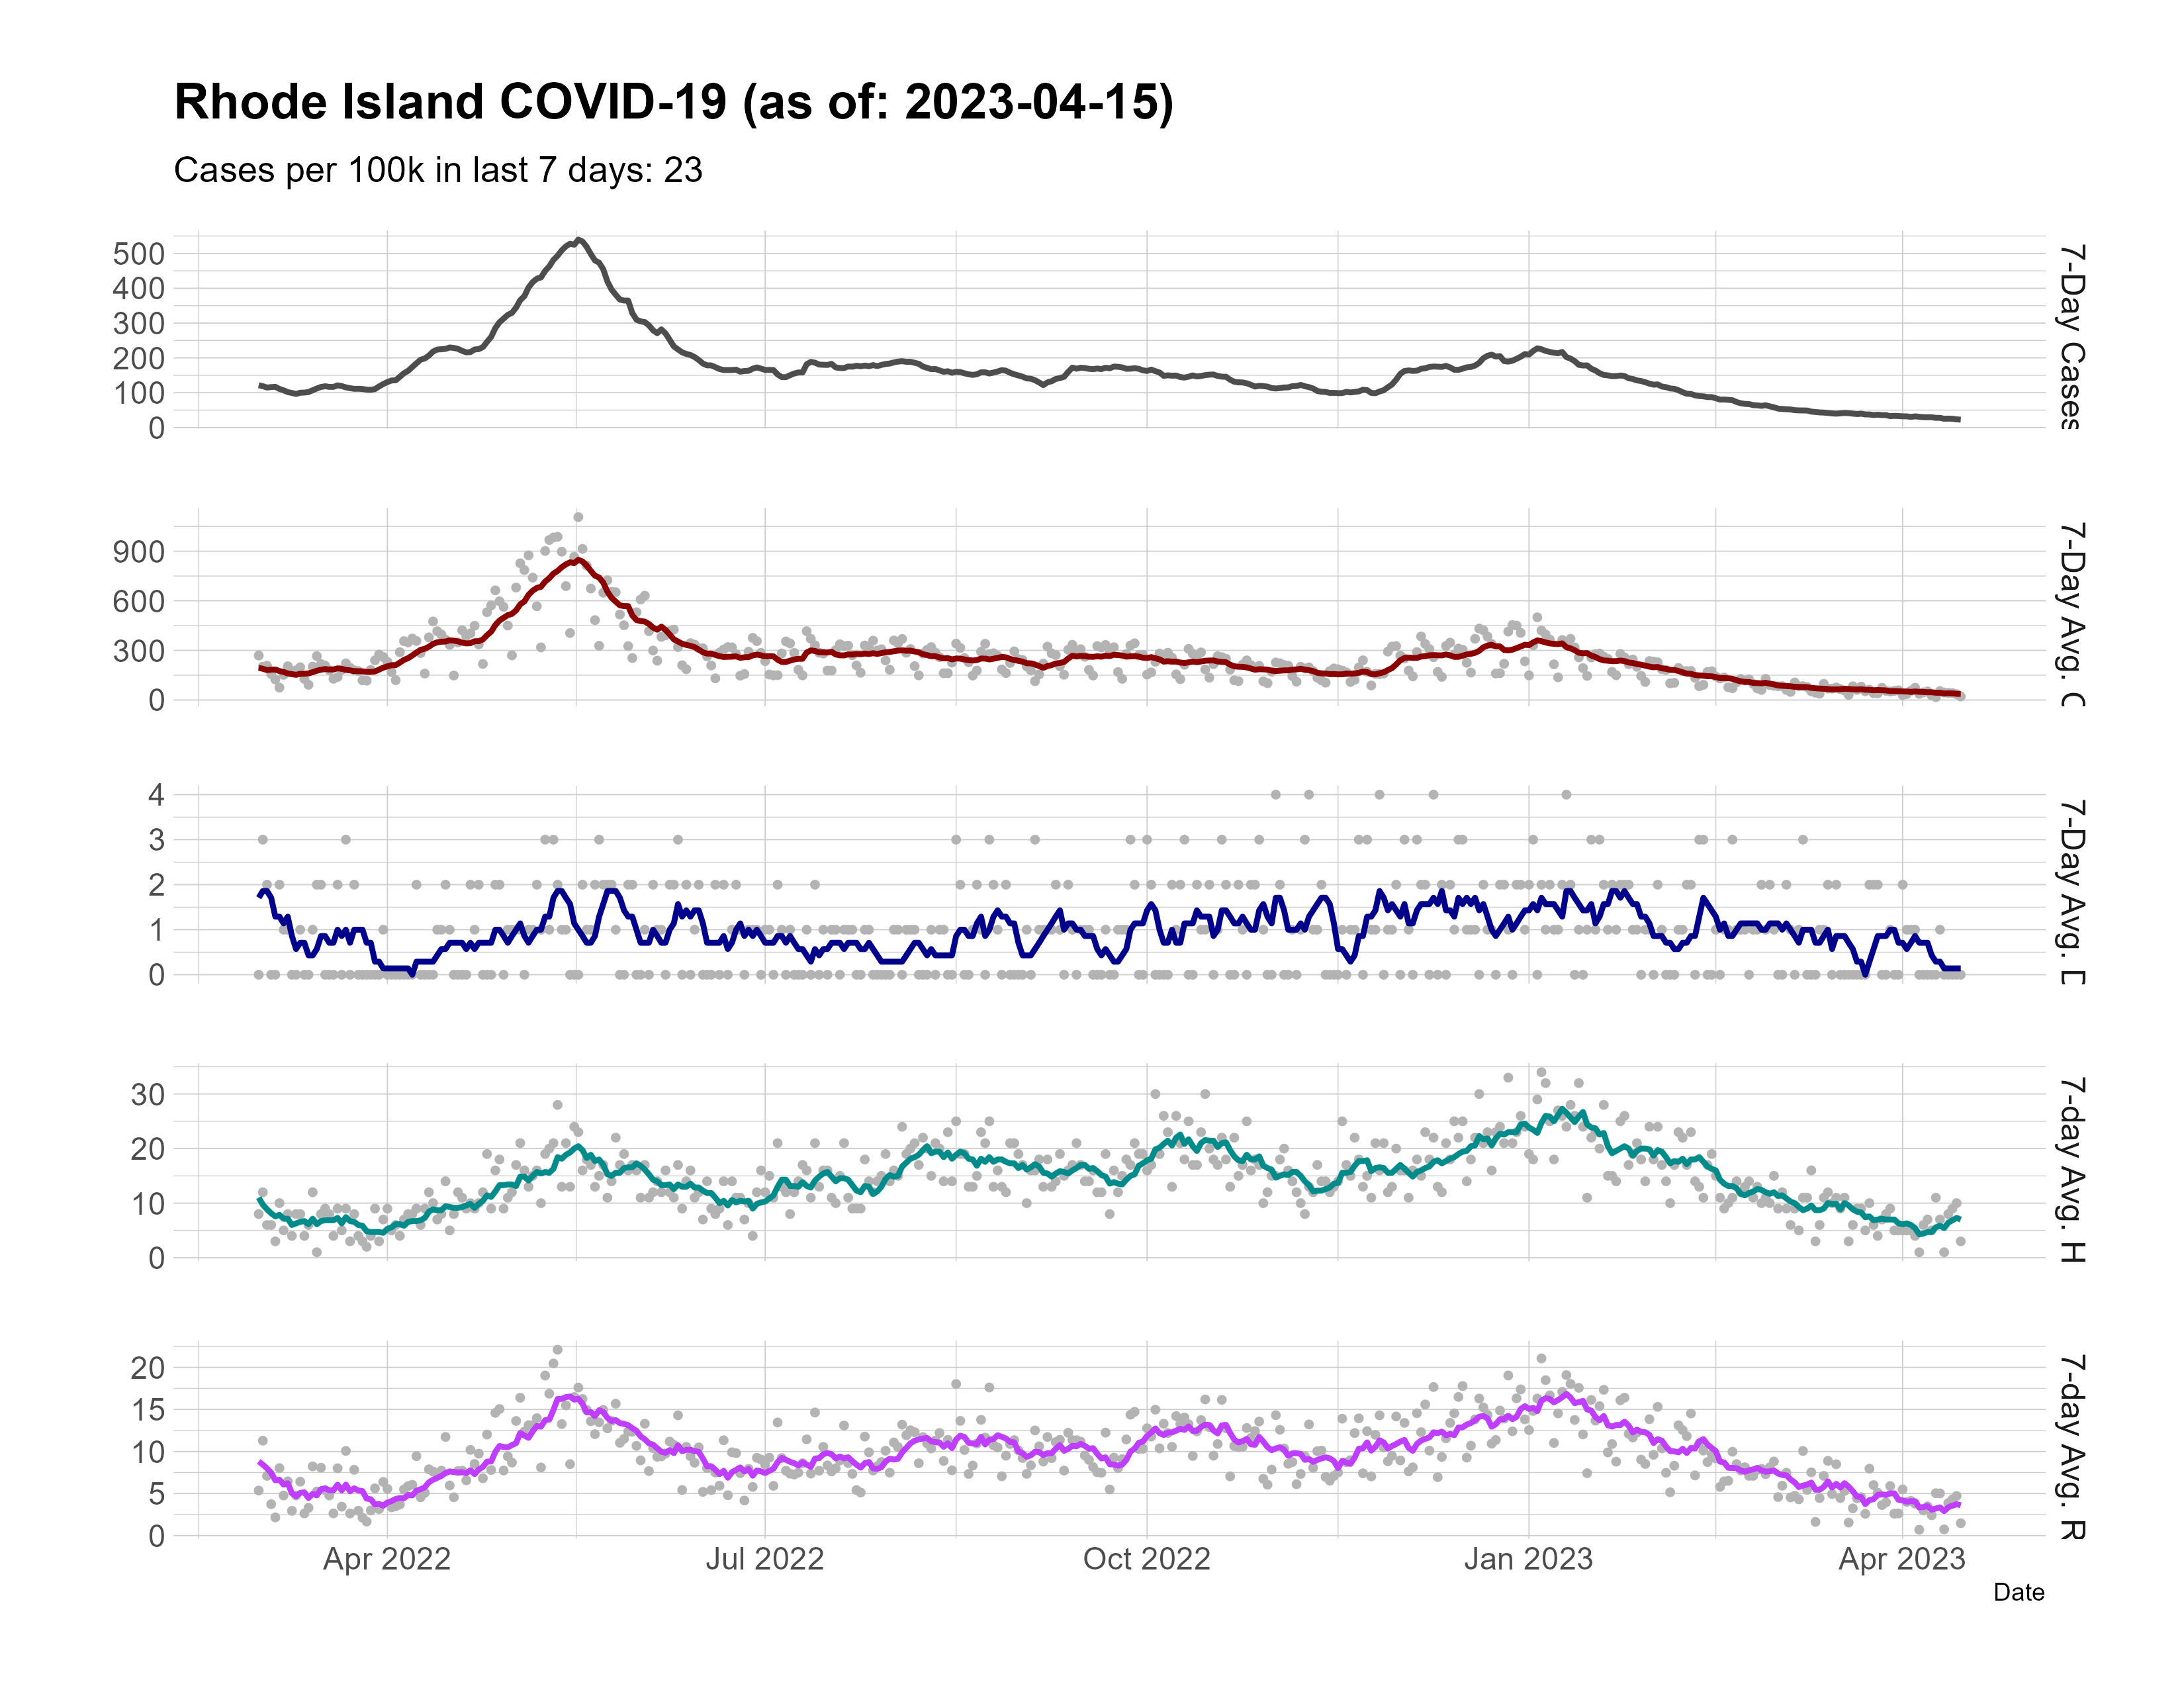 Rhode Island COVID-19 (as of: 2023-04-15)
Cases per 100k in last 7 days: 23
500
400
300
200
100
0
7-Day Cases
900
600
300
0
7-Day Avg. C
4
3
2
1
0
7-Day Avg. D
30
20
10
0
7-day Avg. H
20
15
10
5
0
7-day Avg. R
Apr 2022 Jul 2022 Oct 2022 Jan 2023 Apr 2023
Date